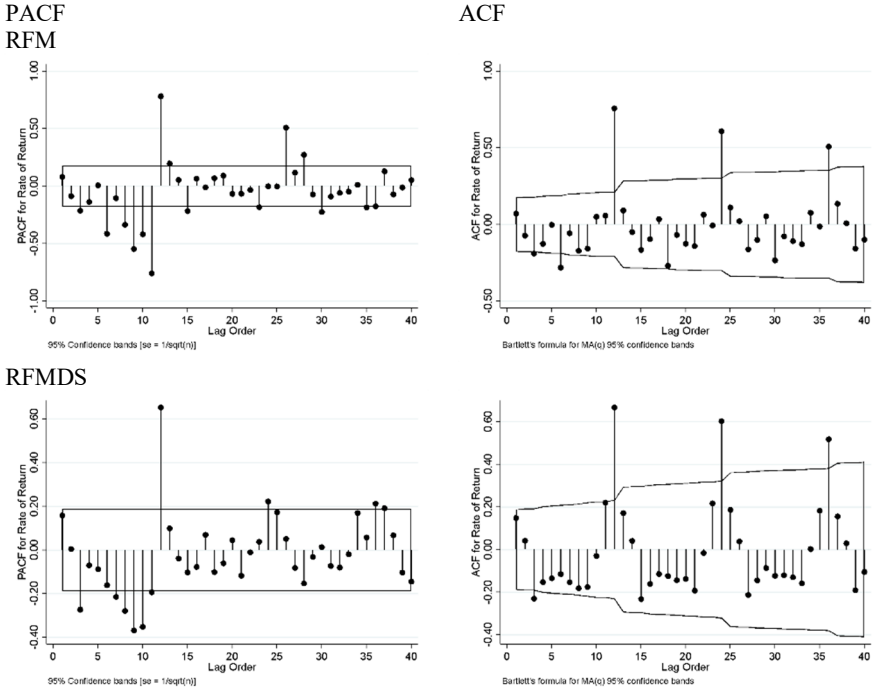 PACF
ACF
RFM
PACF for Rate of Return
1.00
0.50
0.00
-0.50
-1.00
0 5 10 15 20 25 30 35 40
Lag Order
95% Confidence bands [se = 1/sqrt(n)]
ACF for Rate of Return
1.00
0.50
0.00
-0.50
0 5 10 15 20 25 30 35 40
Lag Order
Bartlett's formula for MA(q) 95% confidence bands
RFMDS
PACF for Rate of Return
0.60
0.40
0.20
0.00
-0.20
-0.40
0 5 10 15 20 25 30 35 40
Lag Order
95% Confidence bands [se = 1/sqrt(n)]
ACF for Rate of Return
0.60
0.40
0.20
0.00
-0.20
-0.40
0 5 10 15 20 25 30 35 40
Lag Order
Bartlett's formula for MA(q) 95% confidence bands